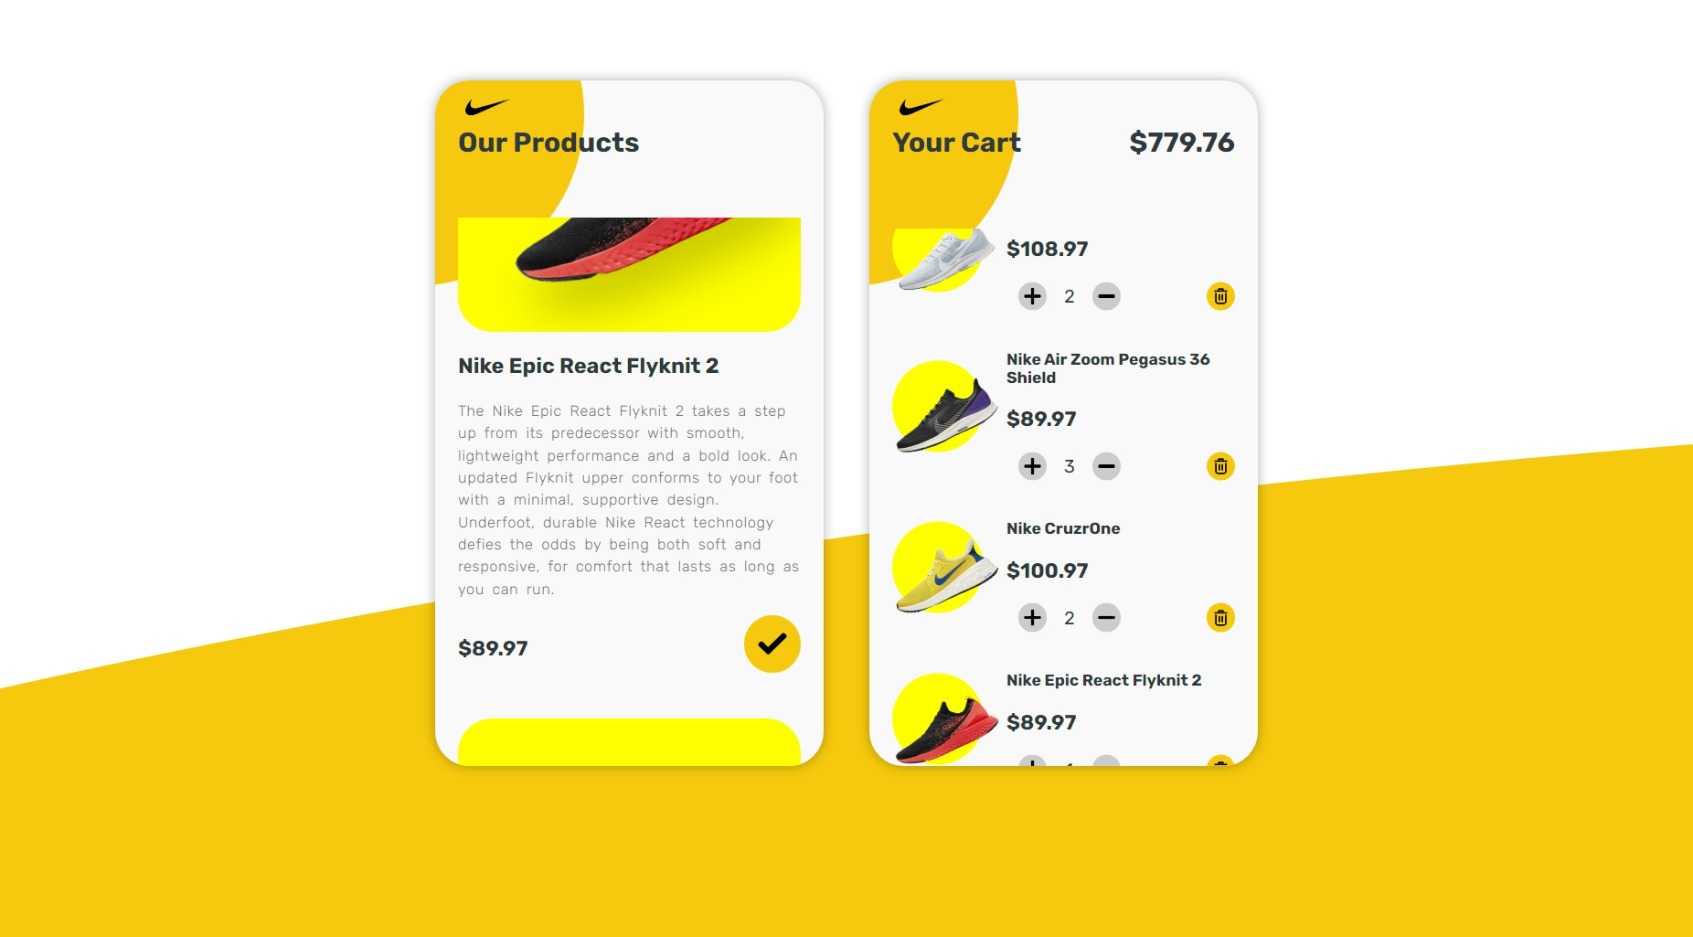 Our Products
Nike Epic React Flyknit 2
The Nike Epic React Flyknit 2 takes a step
up from its predecessor with smooth,
lightweight performance and a bold look. An
updated Flyknit upper conforms to your foot
with a minimal, supportive design.
Underfoot, durable Nike React technology
defies the odds by being both soft and
responsive, for comfort that lasts as long as
you can run.
$89.97
Your Cart
$779.76
$108.97
2
Nike Air Zoom Pegasus 36
Shield
$89.97
3
Nike CruzrOne
$100.97
2
Nike Epic React Flyknit 2
$89.97